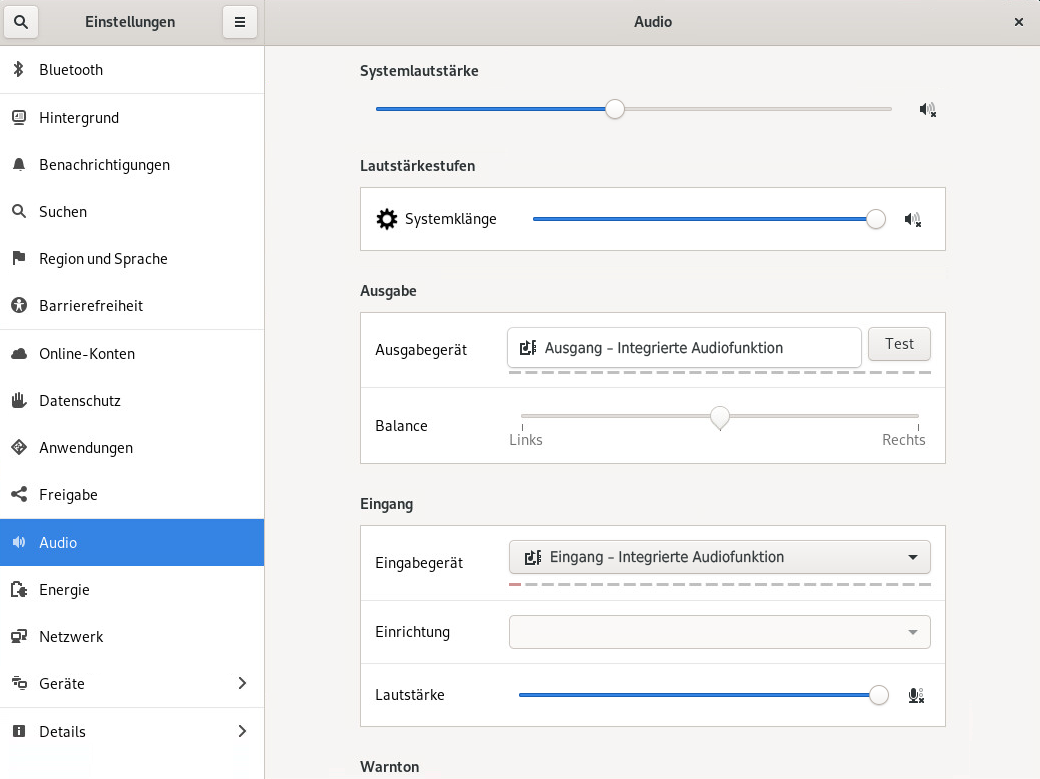 Einstellungen
Audio
Bluetooth
Hintergrund
Benachrichtigungen
Suchen
Region und Sprache
Barrierefreiheit
Online-Konten
Datenschutz
Anwendungen
Freigabe
Audio
Energie
Netzwerk
Geräte
Details
Systemlautstärke
Lautstärkestufen
Systemklänge
Ausgabe
Ausgabegerät
Ausgang – Integrierte Audiofunktion
Test
Balance
Links
Rechts
Eingang
Eingabegerät
Eingang – Integrierte Audiofunktion
Einrichtung
Lautstärke
Warnton